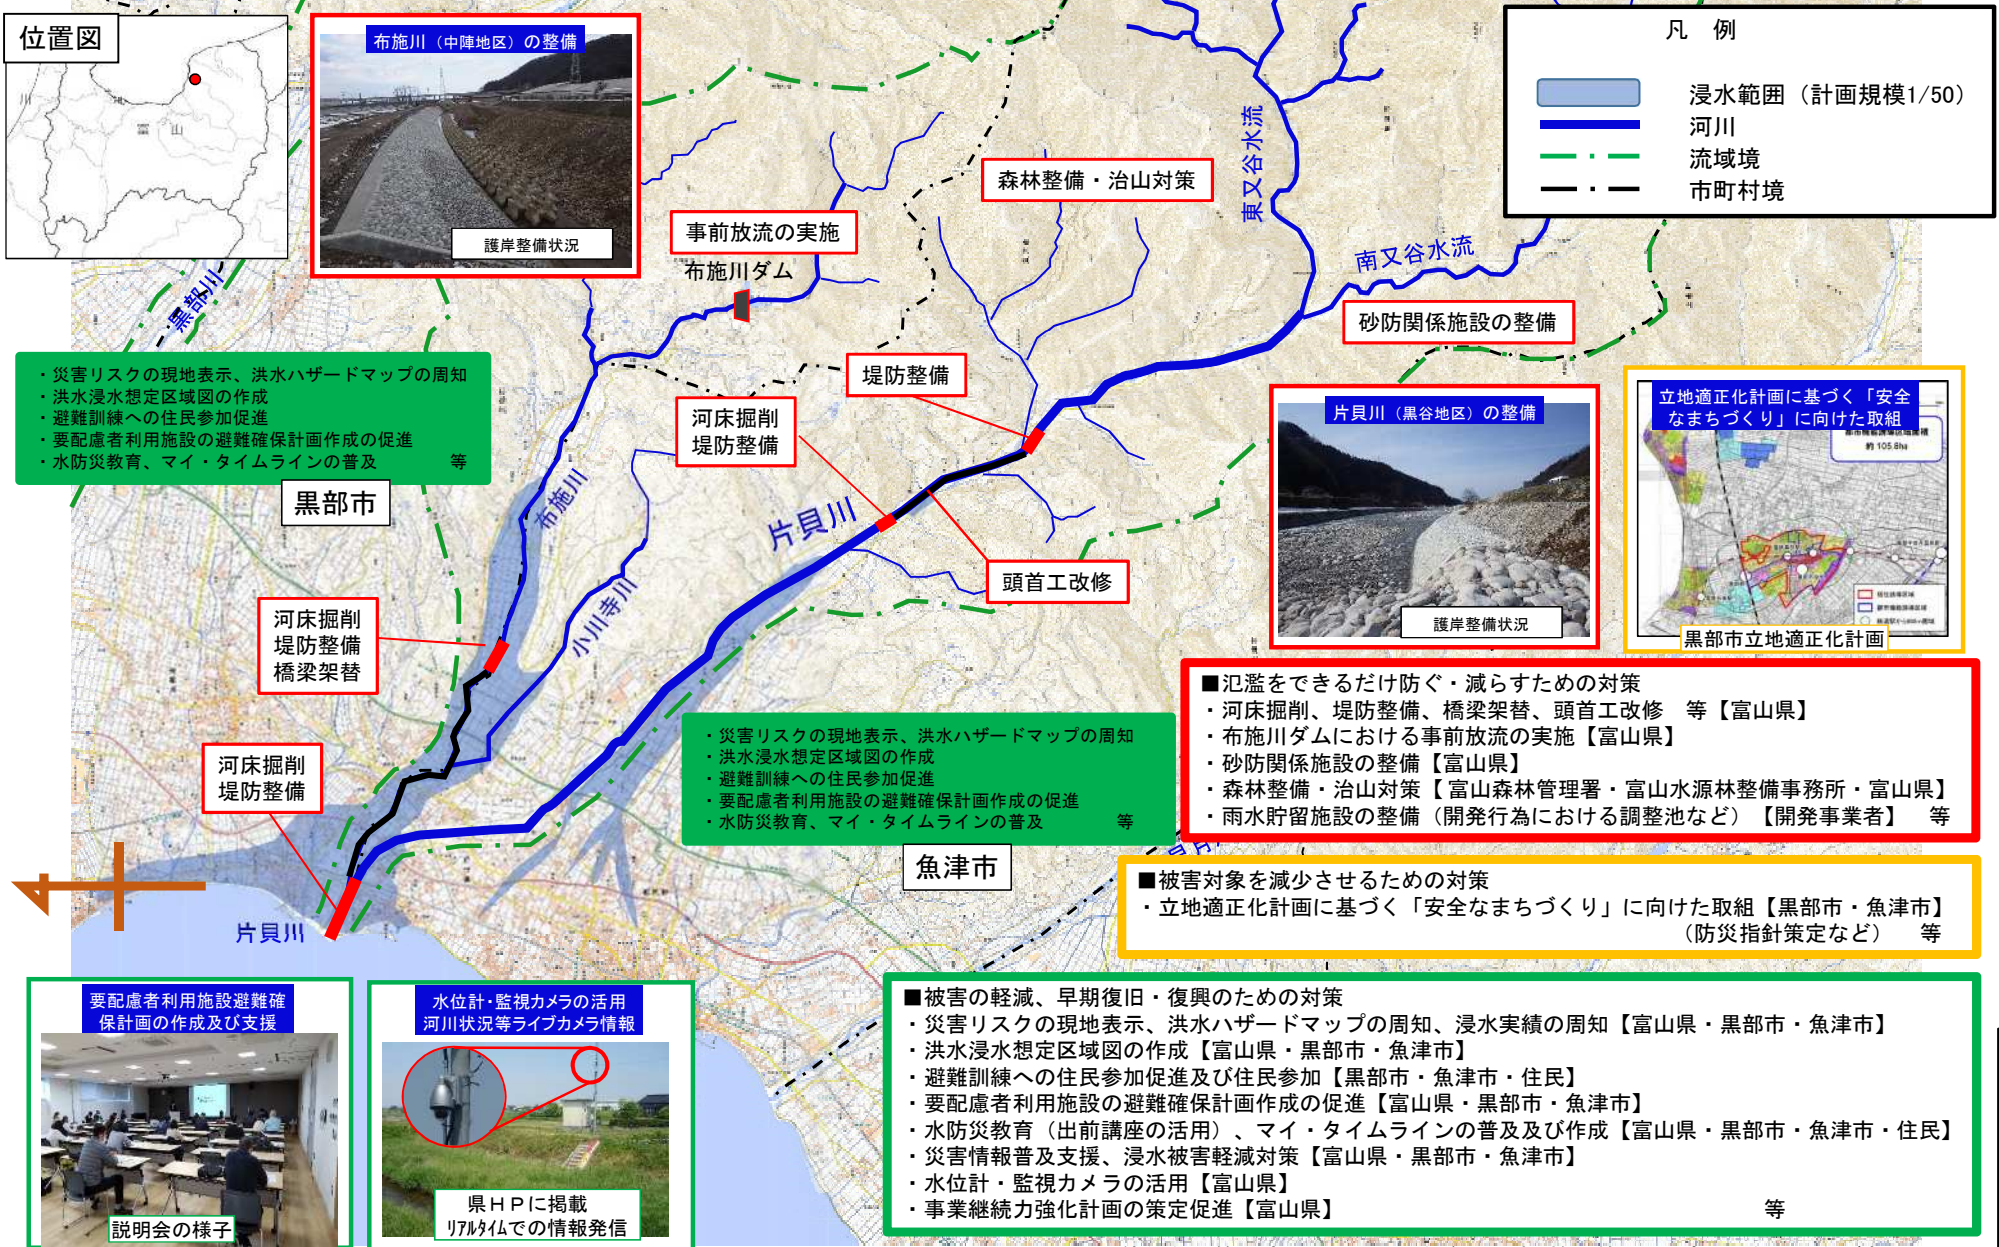 位置図
布施川（中陣地区）の整備
護岸整備状況
凡　例
浸水範囲（計画規模1/50）
河川
流域境
市町村境
森林整備・治山対策
東又谷水流
南又谷水流
事前放流の実施
布施川ダム
砂防関係施設の整備
黒部川
・災害リスクの現地表示、洪水ハザードマップの周知
・洪水浸水想定区域図の作成
・避難訓練への住民参加促進
・要配慮者利用施設の避難確保計画作成の促進
・水防災教育、マイ・タイムラインの普及　　　等
黒部市
堤防整備
河床掘削
堤防整備
片貝川（黒谷地区）の整備
護岸整備状況
立地適正化計画に基づく「安全
なまちづくり」に向けた取組
約 105.8ha
黒部市立地適正化計画
布施川
片貝川
小川寺川
頭首工改修
河床掘削
堤防整備
橋梁架替
河床掘削
堤防整備
片貝川
・災害リスクの現地表示、洪水ハザードマップの周知
・洪水浸水想定区域図の作成
・避難訓練への住民参加促進
・要配慮者利用施設の避難確保計画作成の促進
・水防災教育、マイ・タイムラインの普及　　　等
魚津市
■氾濫をできるだけ防ぐ・減らすための対策
・河床掘削、堤防整備、橋梁架替、頭首工改修　等【富山県】
・布施川ダムにおける事前放流の実施【富山県】
・砂防関係施設の整備【富山県】
・森林整備・治山対策【富山森林管理署・富山水源林整備事務所・富山県】
・雨水貯留施設の整備（開発行為における調整池など）【開発事業者】　等
■被害対象を減少させるための対策
・立地適正化計画に基づく「安全なまちづくり」に向けた取組【黒部市・魚津市】
（防災指針策定など）　等
■被害の軽減、早期復旧・復興のための対策
・災害リスクの現地表示、洪水ハザードマップの周知、浸水実績の周知【富山県・黒部市・魚津市】
・洪水浸水想定区域図の作成【富山県・黒部市・魚津市】
・避難訓練への住民参加促進及び住民参加【黒部市・魚津市・住民】
・要配慮者利用施設の避難確保計画作成の促進【富山県・黒部市・魚津市】
・水防災教育（出前講座の活用）、マイ・タイムラインの普及及び作成【富山県・黒部市・魚津市・住民】
・災害情報普及支援、浸水被害軽減対策【富山県・黒部市・魚津市】
・水位計・監視カメラの活用【富山県】
・事業継続力強化計画の策定促進【富山県】　　　等
要配慮者利用施設避難確
保計画の作成及び支援
説明会の様子
水位計・監視カメラの活用
河川状況等ライブカメラ情報
県ＨＰに掲載
ﾘｱﾙﾀｲﾑでの情報発信